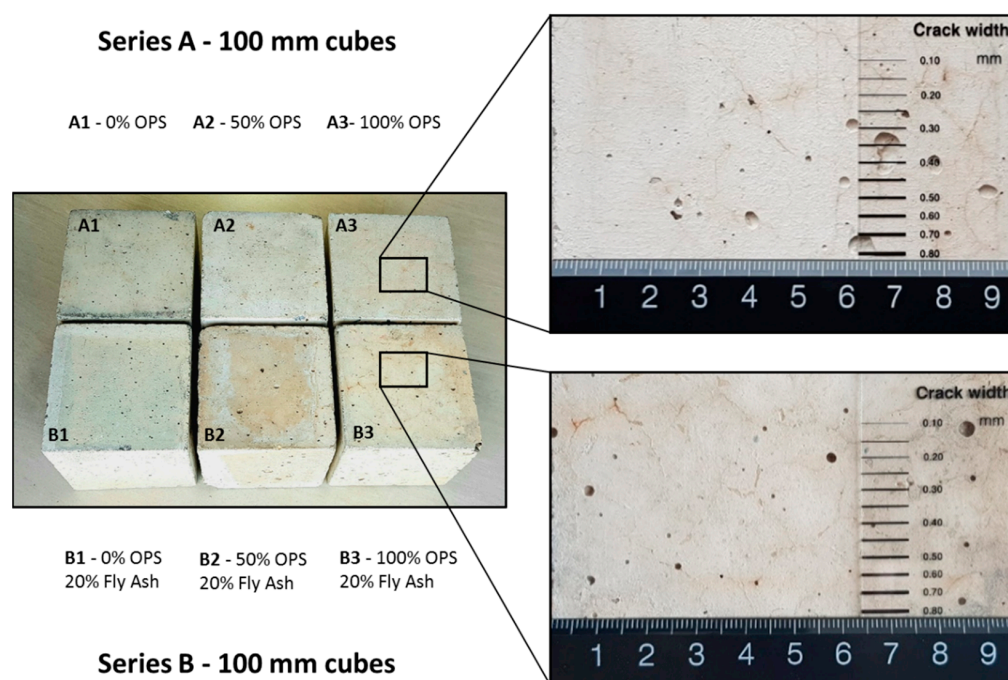 Series A - 100 mm cubes
A1 - 0% OPS A2 - 50% OPS A3- 100% OPS
A1 A2 A3
B1 B2 B3
B1 - 0% OPS B2 - 50% OPS B3 - 100% OPS
20% Fly Ash 20% Fly Ash 20% Fly Ash
Series B - 100 mm cubes
Crack width
mm
0.10
0.20
0.30
0.40
0.50
0.60
0.70
0.80
1 2 3 4 5 6 7 8 9
Crack width
mm
0.10
0.20
0.30
0.40
0.50
0.60
0.70
0.80
1 2 3 4 5 6 7 8 9